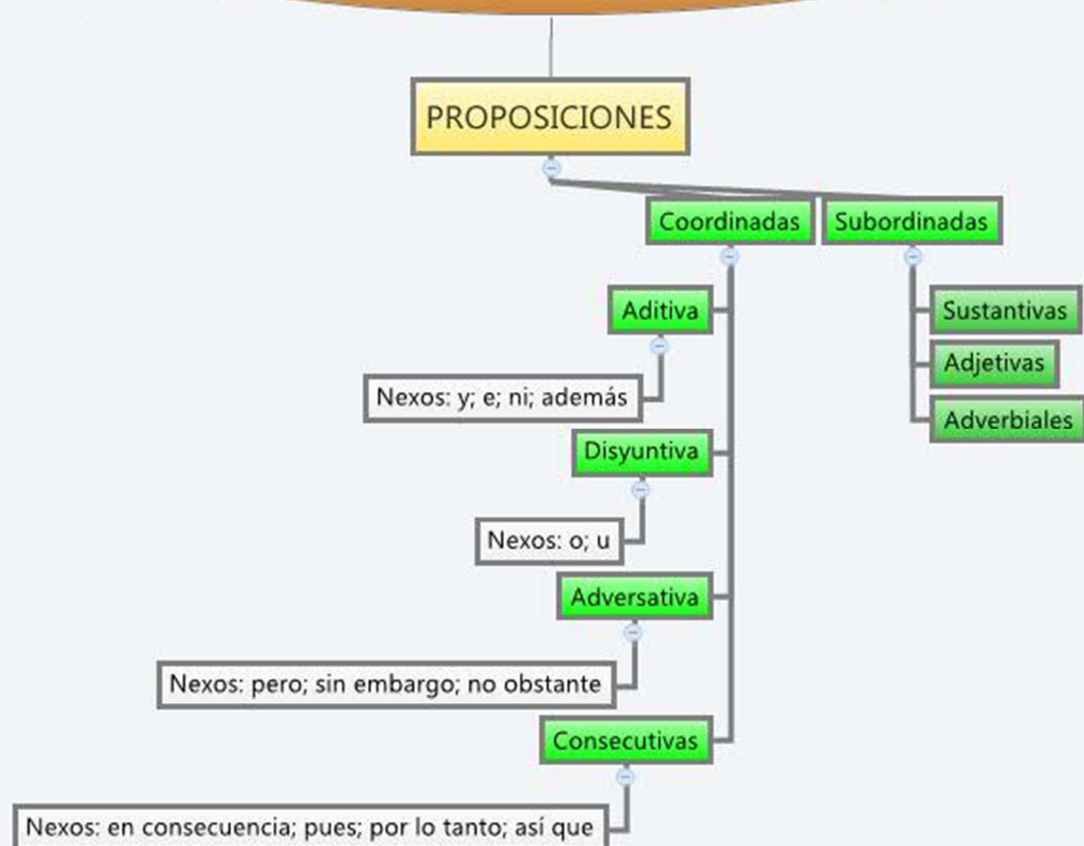 PROPOSICIONES
Coordinadas
Aditiva
Nexos: y; e; ni; además
Disyuntiva
Nexos: o; u
Adversativa
Nexos: pero; sin embargo; no obstante
Consecutivas
Nexos: en consecuencia; pues; por lo tanto; así que
Subordinadas
Sustantivas
Adjetivas
Adverbiales